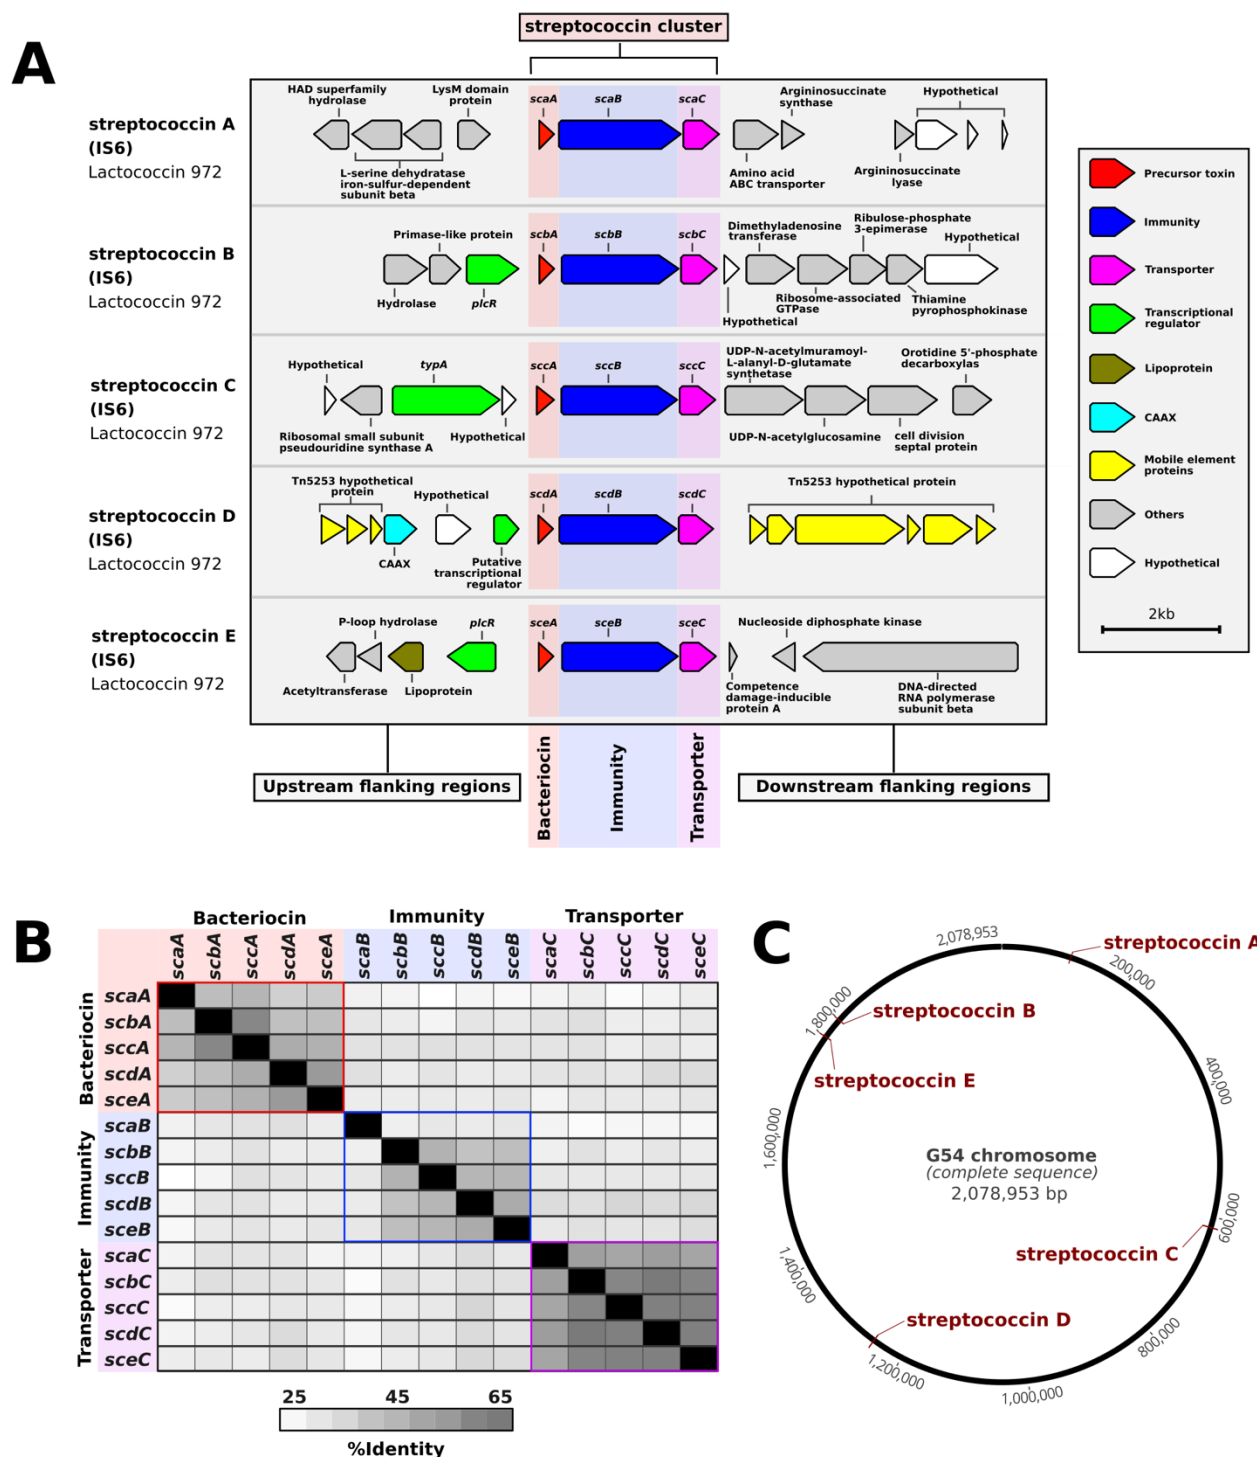 A
streptococcin cluster
streptococcin A
(IS6)
Lactococcin 972
HAD superfamily
hydrolase
LysM domain
protein
L-serine dehydratase
iron-sulfur-dependent
subunit beta
scaA
scaB
scaC
Argininosuccinate
synthase
Hypothetical
Amino acid
ABC transporter
Argininosuccinate
lyase
streptococcin B
(IS6)
Lactococcin 972
Primase-like protein
Hydrolase
plcR
scbA
scbB
scbC
Dimethyladenosine
transferase
Ribulose-phosphate
3-epimerase
Hypothetical
Ribosome-associated
GTPase
Thiamine
pyrophosphokinase
Hypothetical
streptococcin C
(IS6)
Lactococcin 972
Hypothetical
typA
Ribosomal small subunit
pseudouridine synthase A
Hypothetical
sccA
sccB
sccC
UDP-N-acetylmuramoyl-
L-alanyl-D-glutamate
synthetase
Orotidine 5'-phosphate
decarboxylas
UDP-N-acetylglucosamine
cell division
septal protein
streptococcin D
(IS6)
Lactococcin 972
Tn5253 hypothetical
protein
Hypothetical
CAAX
Putative
transcriptional
regulator
scdA
scdB
scdC
Tn5253 hypothetical protein
streptococcin E
(IS6)
Lactococcin 972
P-loop hydrolase
plcR
Acetyltransferase
Lipoprotein
sceA
sceB
sceC
Nucleoside diphosphate kinase
Competence
damage-inducible
protein A
DNA-directed
RNA polymerase
subunit beta
Upstream flanking regions
Bacteriocin
Immunity
Transporter
Downstream flanking regions
Precursor toxin
Immunity
Transporter
Transcriptional
regulator
Lipoprotein
CAAX
Mobile element
proteins
Others
Hypothetical
2kb
B
Bacteriocin
Immunity
Transporter
scaA
scbA
sccA
scdA
sceA
scaB
scbB
sccB
scdB
sceB
scaC
scbC
sccC
scdC
sceC
Bacteriocin
Immunity
Transporter
scaA
scbA
sccA
scdA
sceA
scaB
scbB
sccB
scdB
sceB
scaC
scbC
sccC
scdC
sceC
25 45 65
%Identity
C
2,078,953
200,000
400,000
600,000
800,000
1,000,000
1,200,000
1,400,000
1,600,000
1,800,000
streptococcin A
streptococcin B
streptococcin E
G54 chromosome
(complete sequence)
2,078,953 bp
streptococcin C
streptococcin D